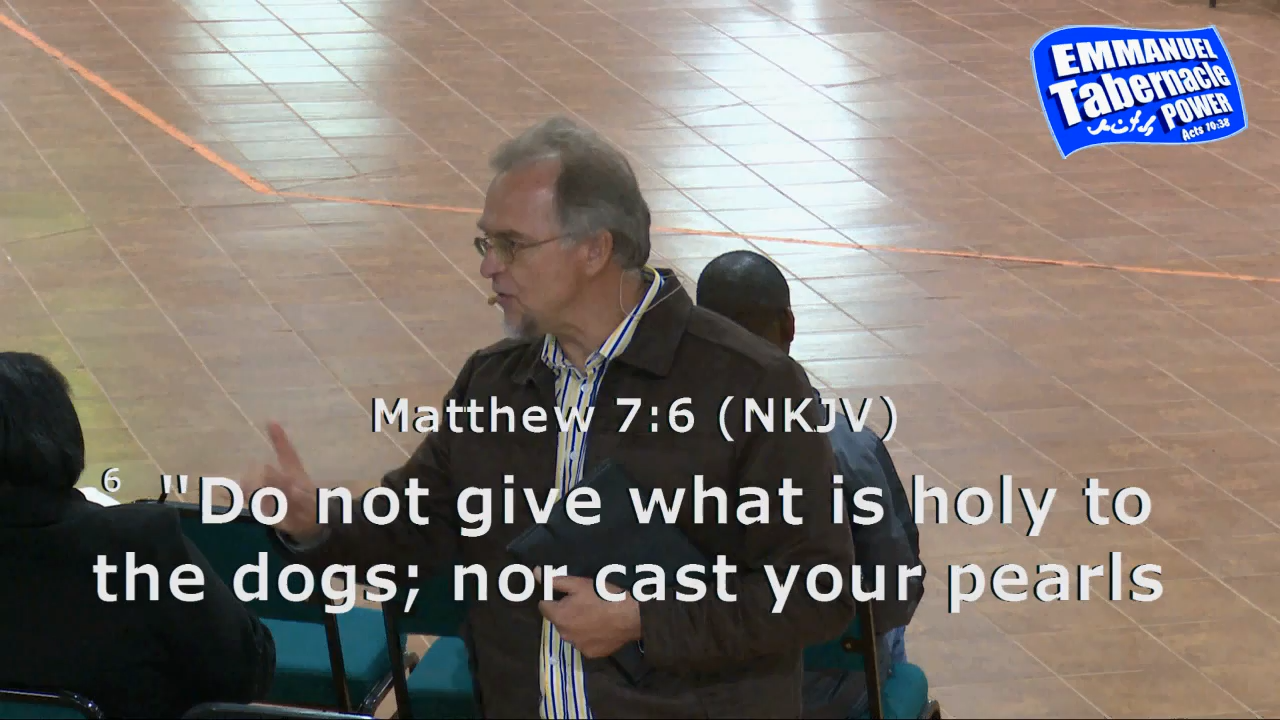 EMMANUEL
Tabernacle
with POWER
Acts 10:38
Matthew 7:6 (NKJV)
6 "Do not give what is holy to
the dogs; nor cast your pearls